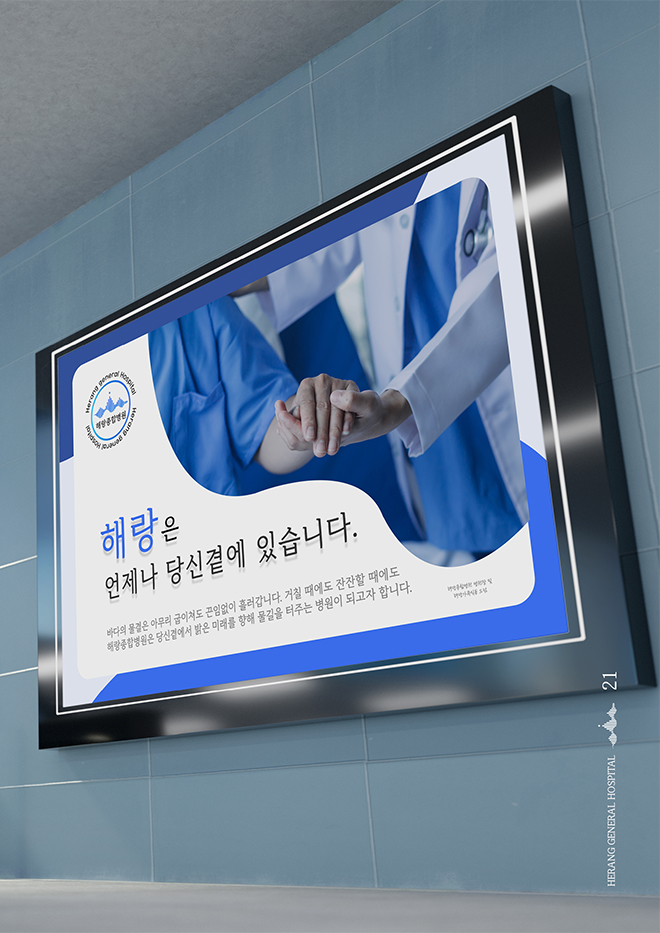 Herang general Hospital
Herang general Hospital
해랑종합병원
해랑은
언제나 당신곁에 있습니다.
바다의 물결은 아무리 굽이쳐도 끈임없이 흘러갑니다. 거칠 때에도 잔잔할 때에도
해랑종합병원은 당신곁에서 밝은 미래를 향해 물길을 터주는 병원이 되고자 합니다.
HERANG GENERAL HOSPITAL
21